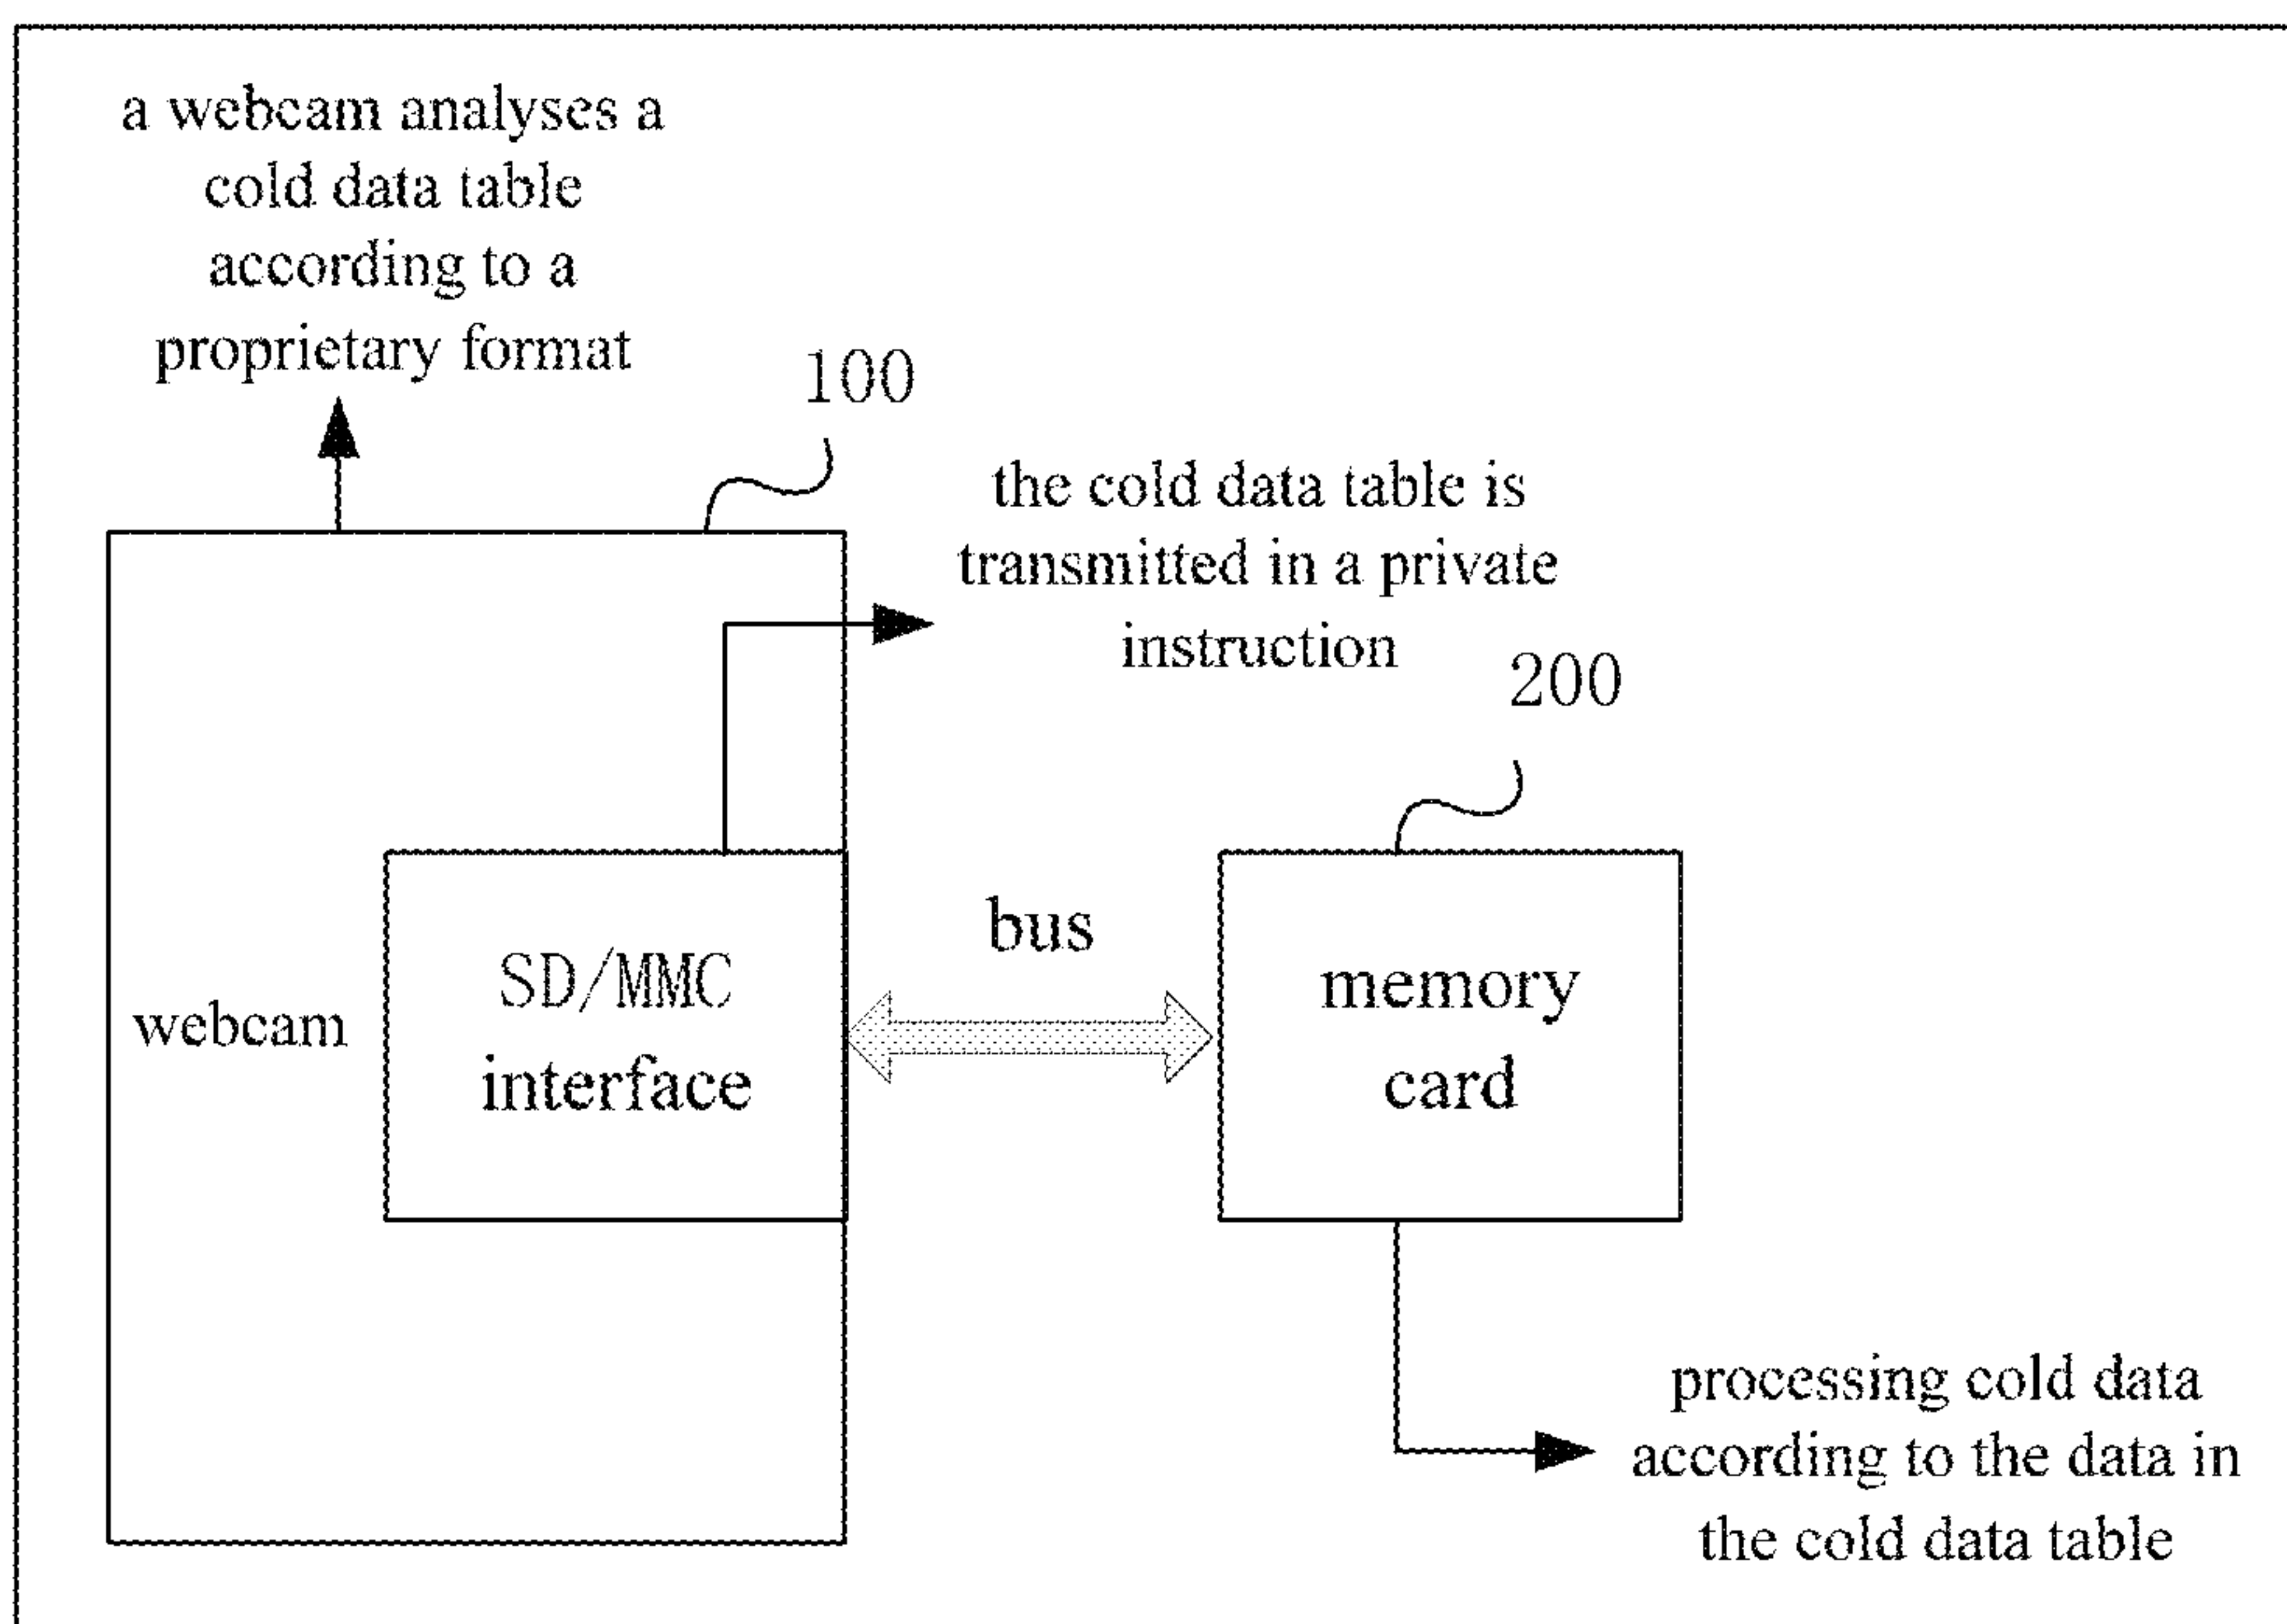 a webcam analyses a
cold data table
according to a
proprietary format
100
the cold data table is
transmitted in a private
instruction
200
webcam
SD/MMC
interface
bus
memory
card
processing cold data
according to the data in
the cold data table